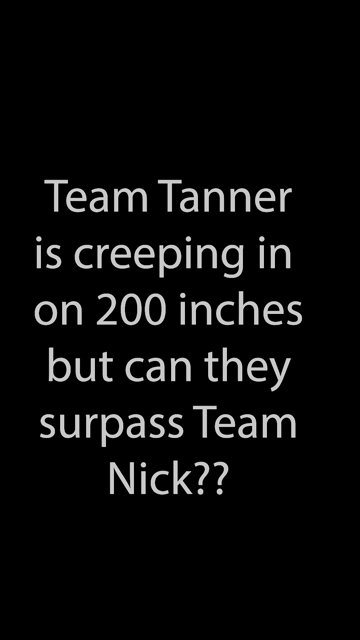 Team Tanner
is creeping in
on 200 inches
but can they
surpass Team
Nick??